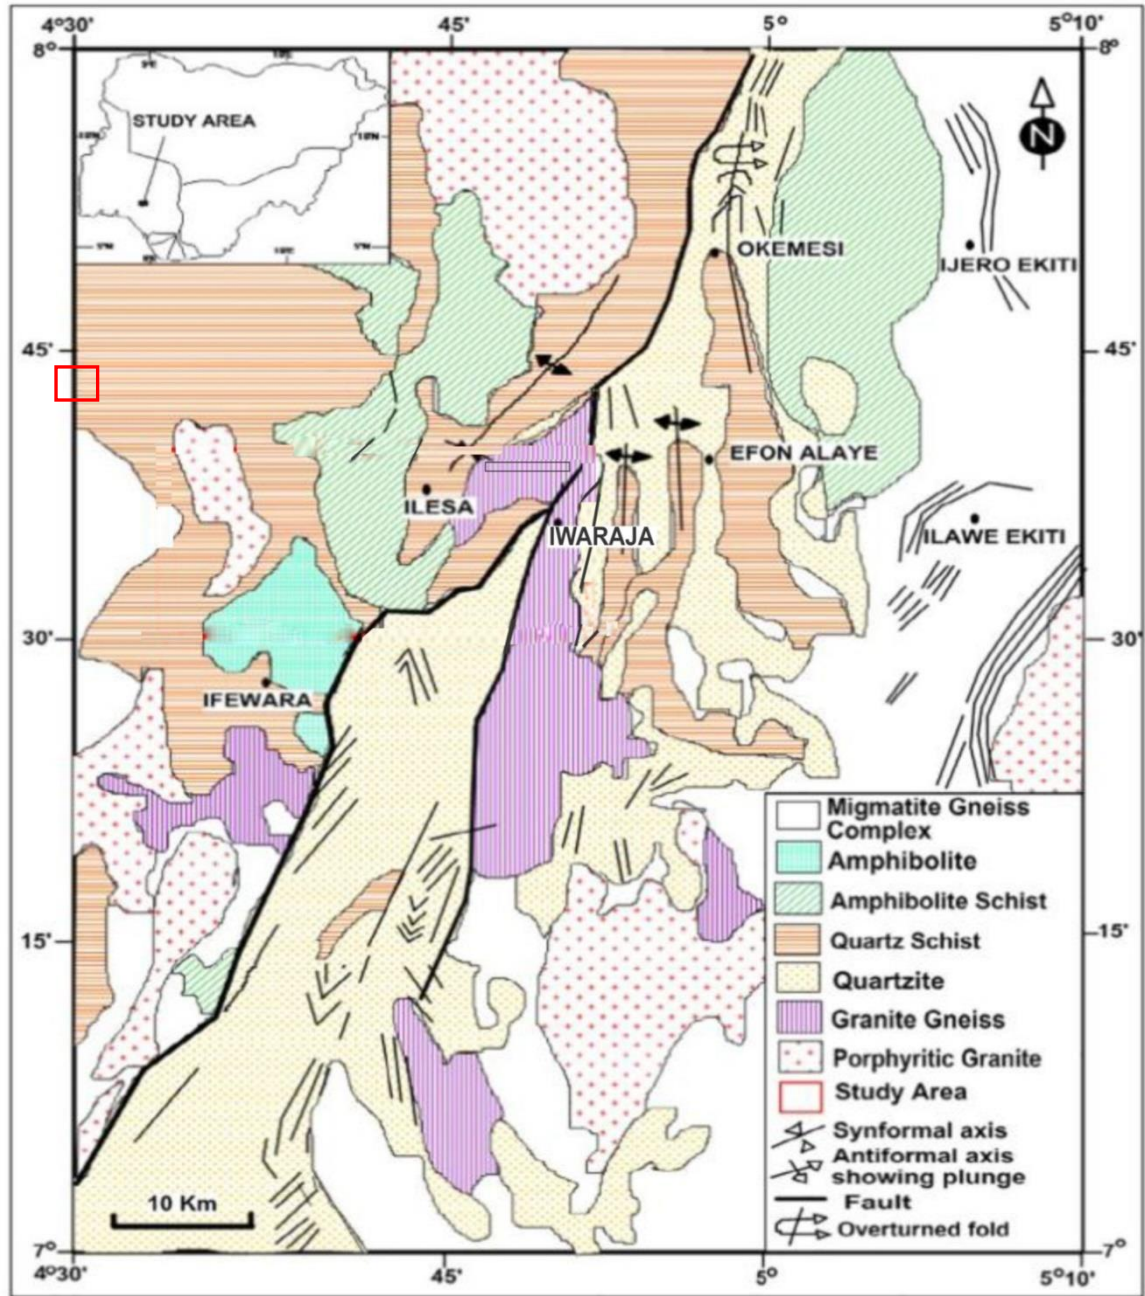 4°30'
45'
5°
5°10'
8°
8°
STUDY AREA
10°N
5°N
5°N
OKEMESI
IJERO EKITI
45'
45'
EFON ALAYE
ILESA
IWARAJA
ILAWE EKITI
30'
30'
IFEWARA
Migmatite Gneiss
Complex
Amphibolite
Amphibolite Schist
15'
15'
Quartz Schist
Quartzite
Granite Gneiss
Porphyritic Granite
Study Area
Synformal axis
Antiformal axis
showing plunge
Fault
Overturned fold
10 Km
N
7°
7°
4°30'
45'
5°
5°10'